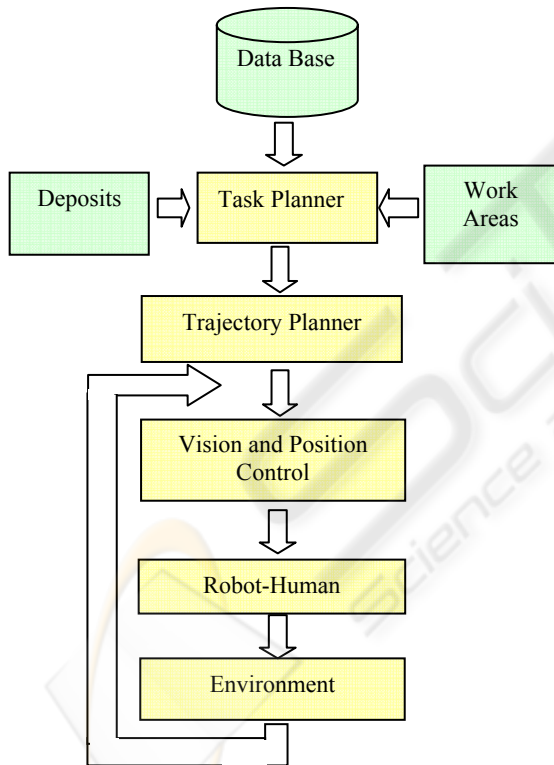 Data Base
Deposits
Task Planner
Work
Areas
Trajectory Planner
Vision and Position
Control
Robot-Human
Environment